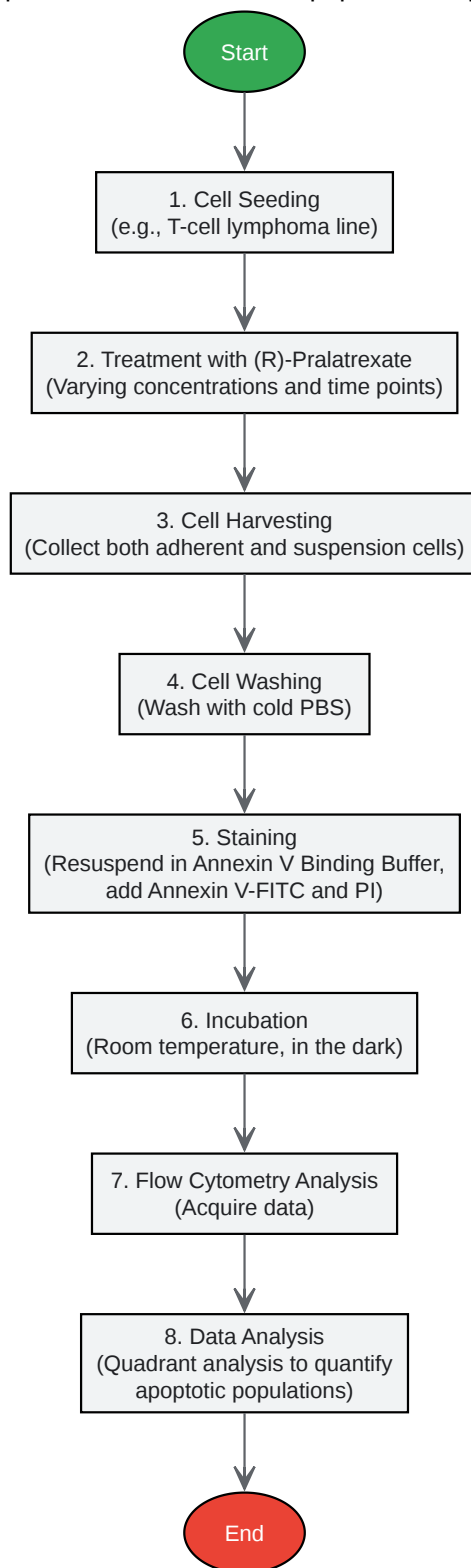 Start
1. Cell Seeding
(e.g., T-cell lymphoma line)
2. Treatment with (R)-Pralatrexate
(Varying concentrations and time points)
3. Cell Harvesting
(Collect both adherent and suspension cells)
4. Cell Washing
(Wash with cold PBS)
5. Staining
(Resuspend in Annexin V Binding Buffer,
add Annexin V-FITC and PI)
6. Incubation
(Room temperature, in the dark)
7. Flow Cytometry Analysis
(Acquire data)
8. Data Analysis
(Quadrant analysis to quantify
apoptotic populations)
End